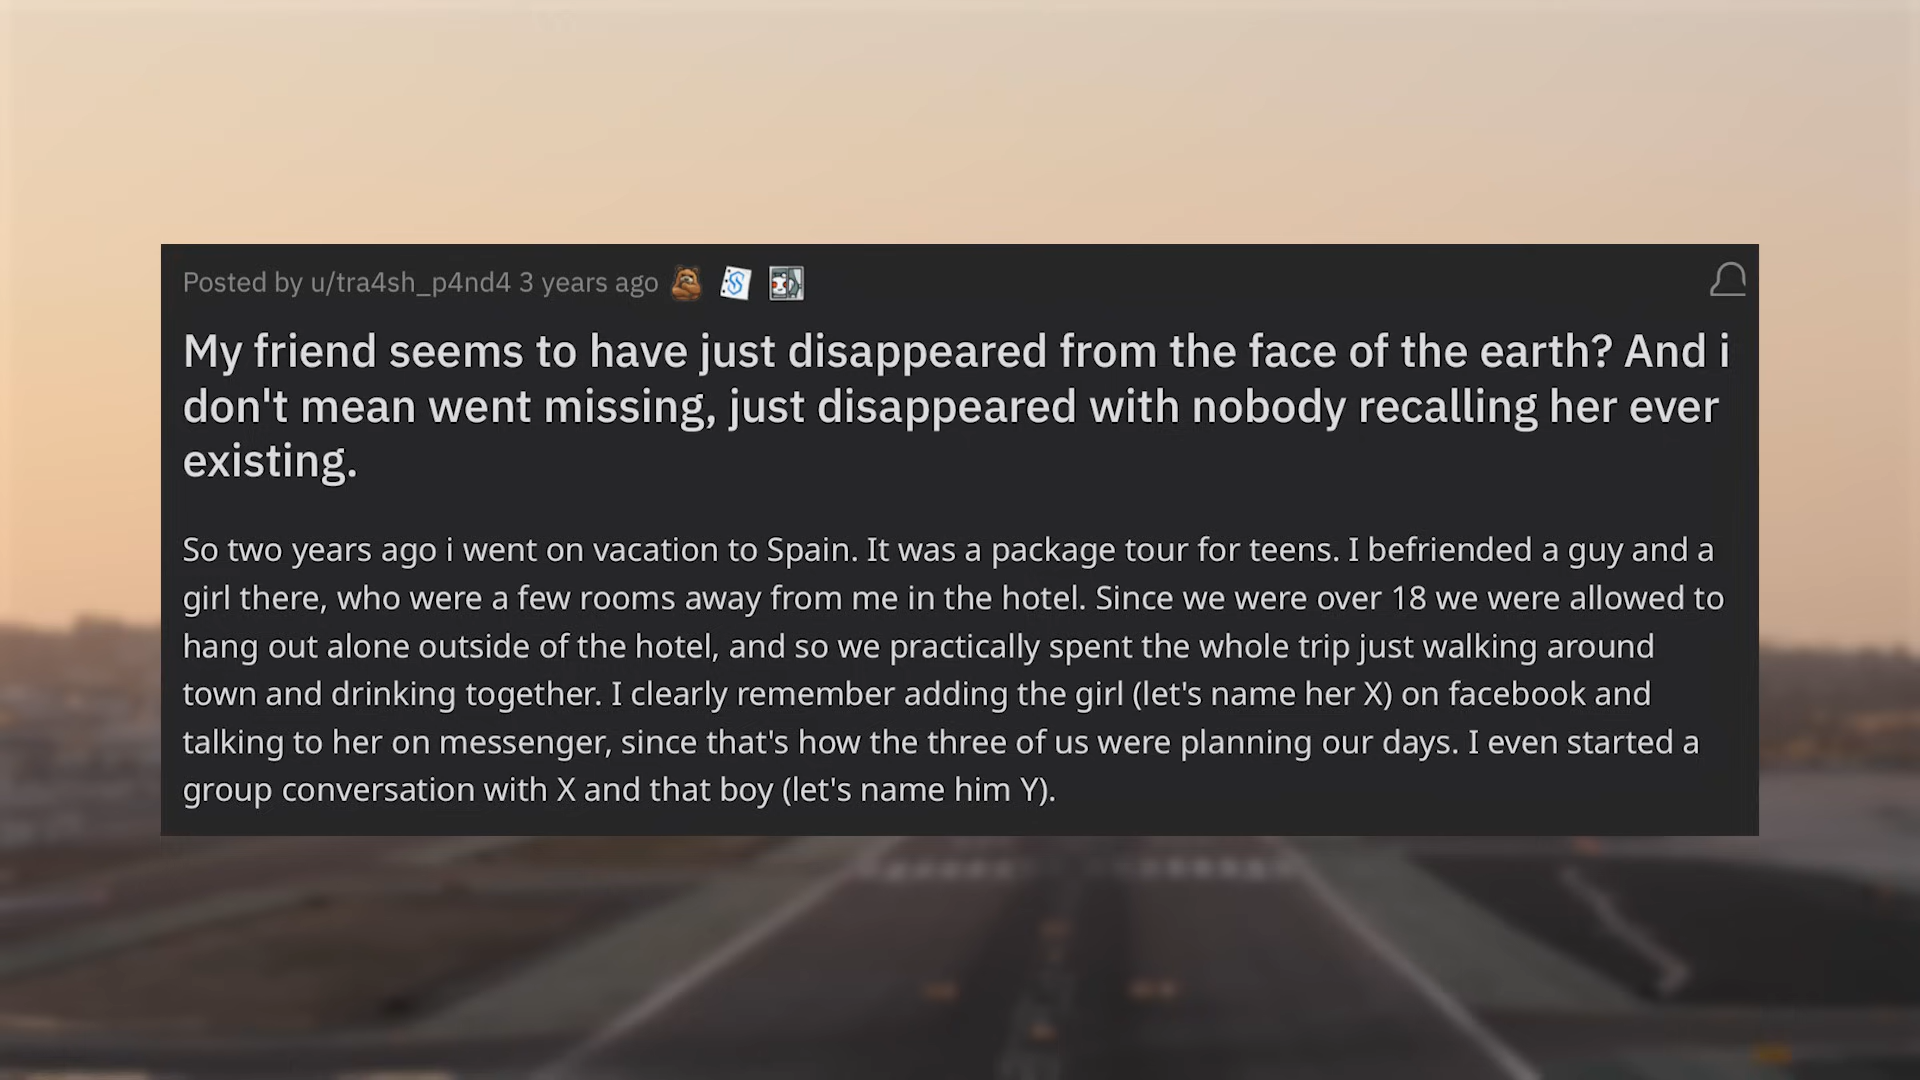 Posted by u/tra4sh_p4nd4 3 years ago
My friend seems to have just disappeared from the face of the earth? And i
don't mean went missing, just disappeared with nobody recalling her ever
existing.
So two years ago i went on vacation to Spain. It was a package tour for teens. I befriended a guy and a
girl there, who were a few rooms away from me in the hotel. Since we were over 18 we were allowed to
hang out alone outside of the hotel, and so we practically spent the whole trip just walking around
town and drinking together. I clearly remember adding the girl (let's name her X) on facebook and
talking to her on messenger, since that's how the three of us were planning our days. I even started a
group conversation with X and that boy (let's name him Y).